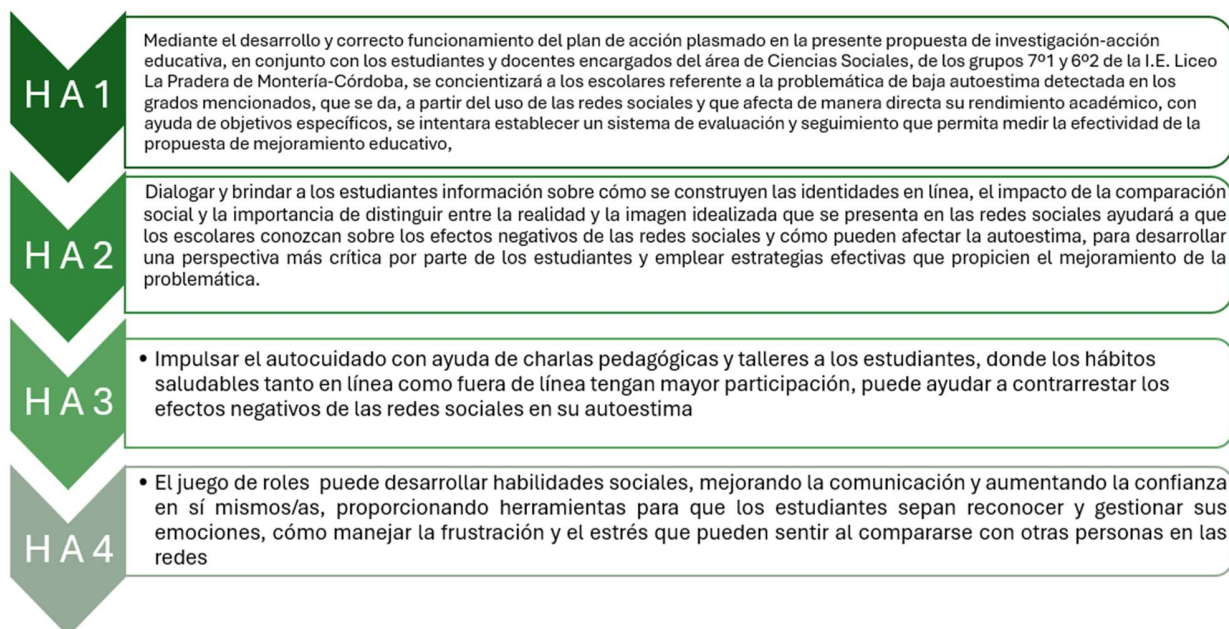 HA1
Mediante el desarrollo y correcto funcionamiento del plan de acción plasmado en la presente propuesta de investigación-acción
educativa, en conjunto con los estudiantes y docentes encargados del área de Ciencias Sociales, de los grupos 7º1 y 6º2 de la I.E. Liceo
La Pradera de Montería-Córdoba, se concientizará a los escolares referente a la problemática de baja autoestima detectada en los
grados mencionados, que se da, a partir del uso de las redes sociales y que afecta de manera directa su rendimiento académico, con
ayuda de objetivos específicos, se intentara establecer un sistema de evaluación y seguimiento que permita medir la efectividad de la
propuesta de mejoramiento educativo,
HA2
Dialogar y brindar a los estudiantes información sobre cómo se construyen las identidades en línea, el impacto de la comparación
social y la importancia de distinguir entre la realidad y la imagen idealizada que se presenta en las redes sociales ayudará a que
los escolares conozcan sobre los efectos negativos de las redes sociales y cómo pueden afectar la autoestima, para desarrollar
una perspectiva más crítica por parte de los estudiantes y emplear estrategias efectivas que propicien el mejoramiento de la
problemática.
HA3
• Impulsar el autocuidado con ayuda de charlas pedagógicas y talleres a los estudiantes, donde los hábitos
saludables tanto en línea como fuera de línea tengan mayor participación, puede ayudar a contrarrestar los
efectos negativos de las redes sociales en su autoestima
HA4
• El juego de roles puede desarrollar habilidades sociales, mejorando la comunicación y aumentando la confianza
en sí mismos/as, proporcionando herramientas para que los estudiantes sepan reconocer y gestionar sus
emociones, cómo manejar la frustración y el estrés que pueden sentir al compararse con otras personas en las
redes